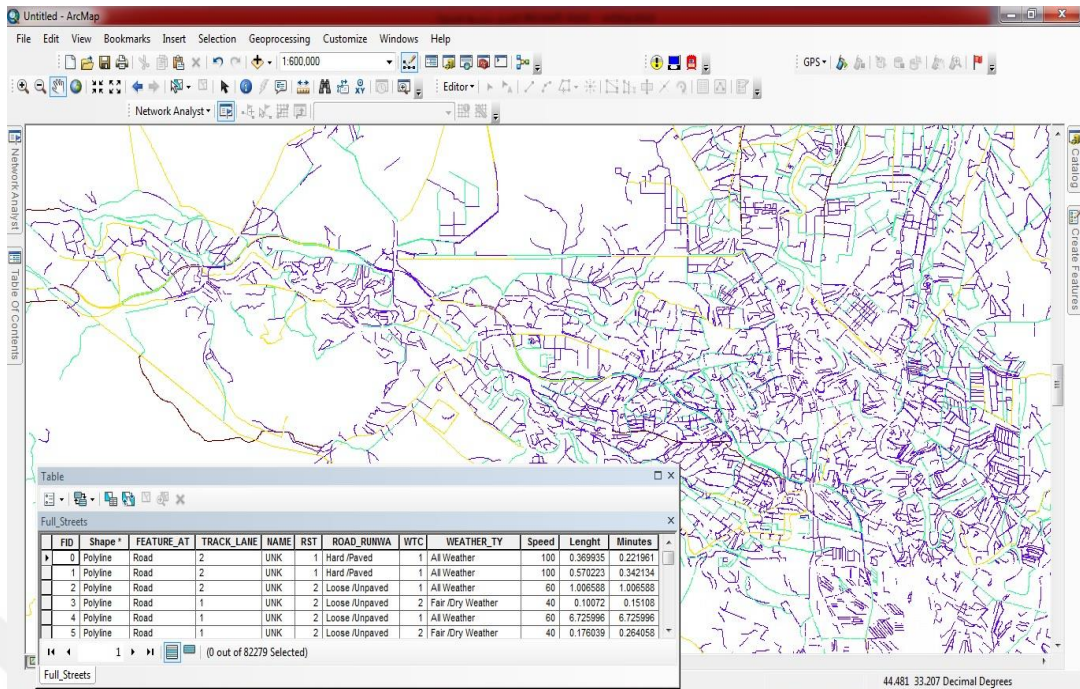 Untitled - ArcMap
File Edit View Bookmarks Insert Selection Geoprocessing Customize Windows Help
1:600,000
GPS
Editor
Network Analyst
Network Analyst
Table Of Contents
Catalog
Create Features
Table
Full_Streets
FID Shape * FEATURE_AT TRACK_LANE NAME RST ROAD_RUNWA WTC WEATHER_TY Speed Lenght Minutes
0 Polyline Road 2 UNK 1 Hard /Paved 1 All Weather 100 0.369935 0.221961
1 Polyline Road 2 UNK 1 Hard /Paved 1 All Weather 100 0.570223 0.342134
2 Polyline Road 2 UNK 2 Loose /Unpaved 1 All Weather 60 1.006588 1.006588
3 Polyline Road 1 UNK 2 Loose /Unpaved 2 Fair /Dry Weather 40 0.10072 0.15108
4 Polyline Road 1 UNK 2 Loose /Unpaved 1 All Weather 60 6.725996 6.725996
5 Polyline Road 1 UNK 2 Loose /Unpaved 2 Fair /Dry Weather 40 0.176039 0.264058
1 (0 out of 82279 Selected)
Full_Streets
44.481 33.207 Decimal Degrees